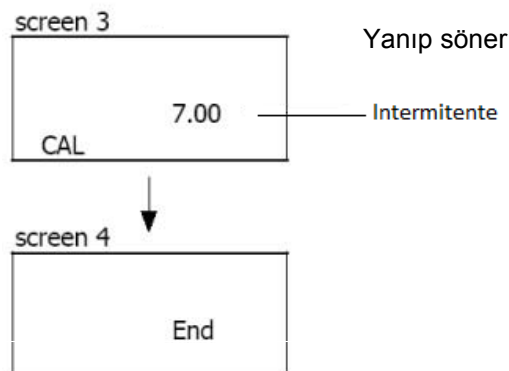 screen 3
Yanıp söner
7.00
Intermitente
CAL
screen 4
End